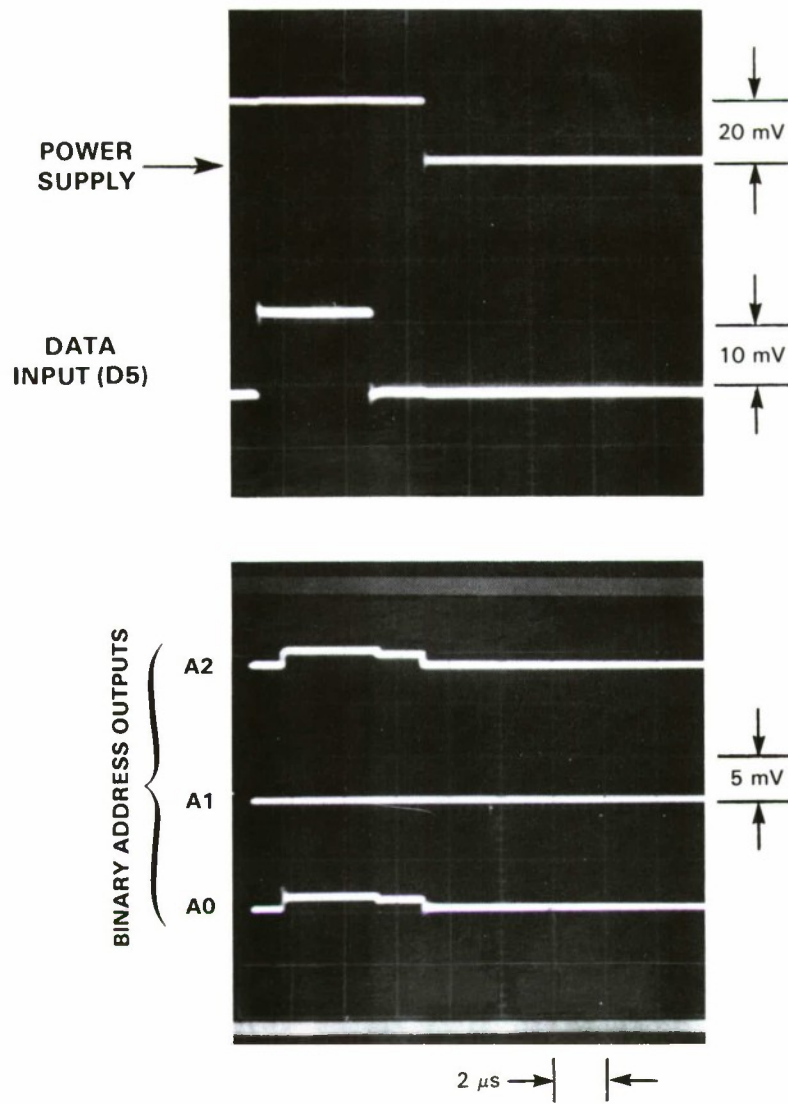 20 mV
POWER
SUPPLY
10 mV
DATA
INPUT (D5)
BINARY ADDRESS OUTPUTS
A2
5 mV
A1
A0
2 μs